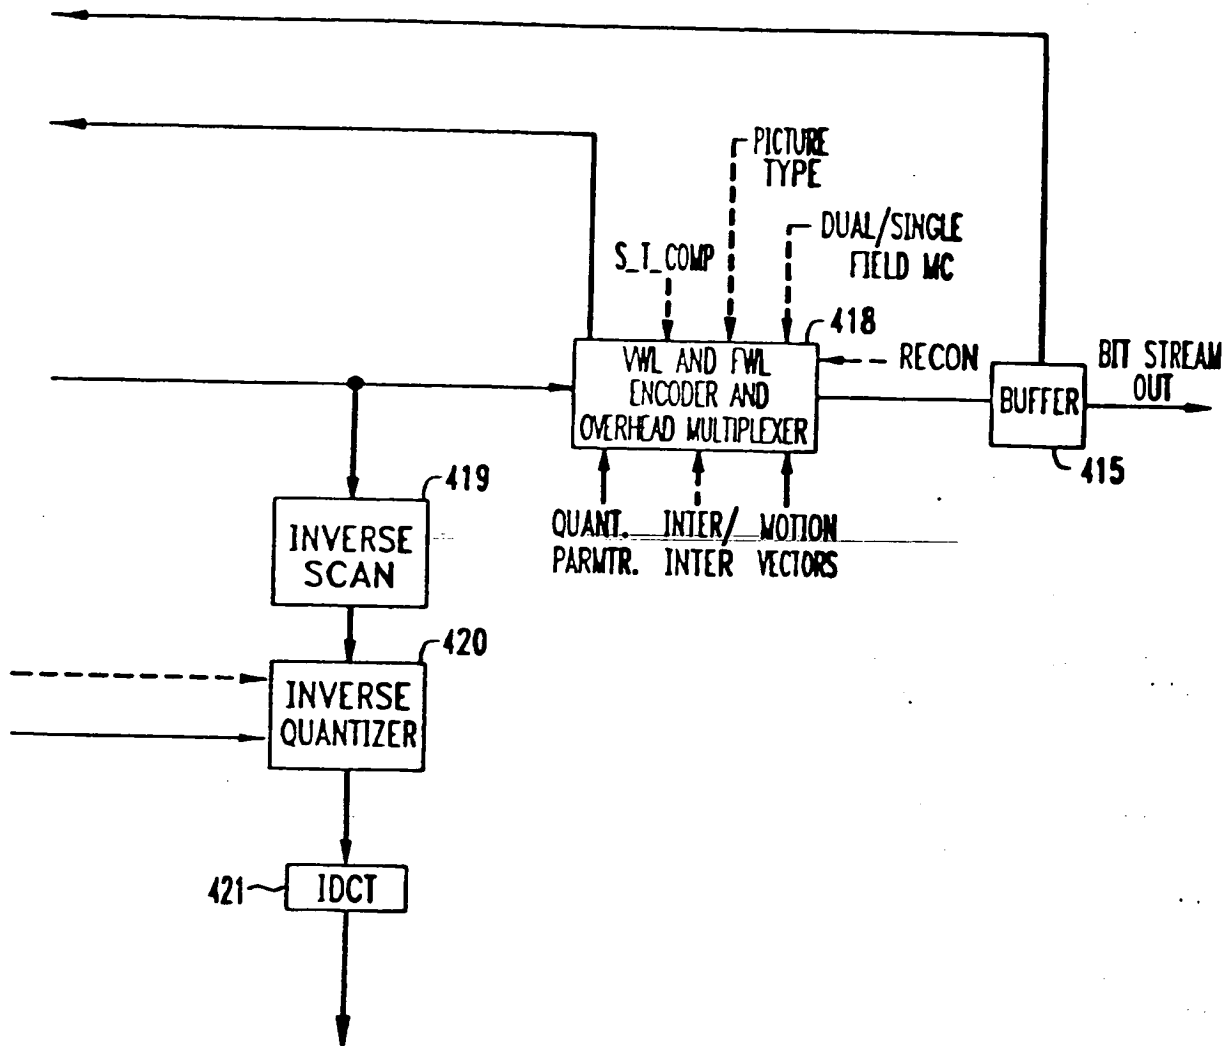 PICTURE
TYPE
DUAL/SINGLE
FIELD MC
S_T_COMP
418
VWL AND FWL
ENCODER AND
OVERHEAD MULTIPLEXER
RECON
BUFFER
BIT STREAM
OUT
415
419
INVERSE
SCAN
QUANT.
PARMTR.
INTER/
INTER
MOTION
VECTORS
420
INVERSE
QUANTIZER
421
IDCT